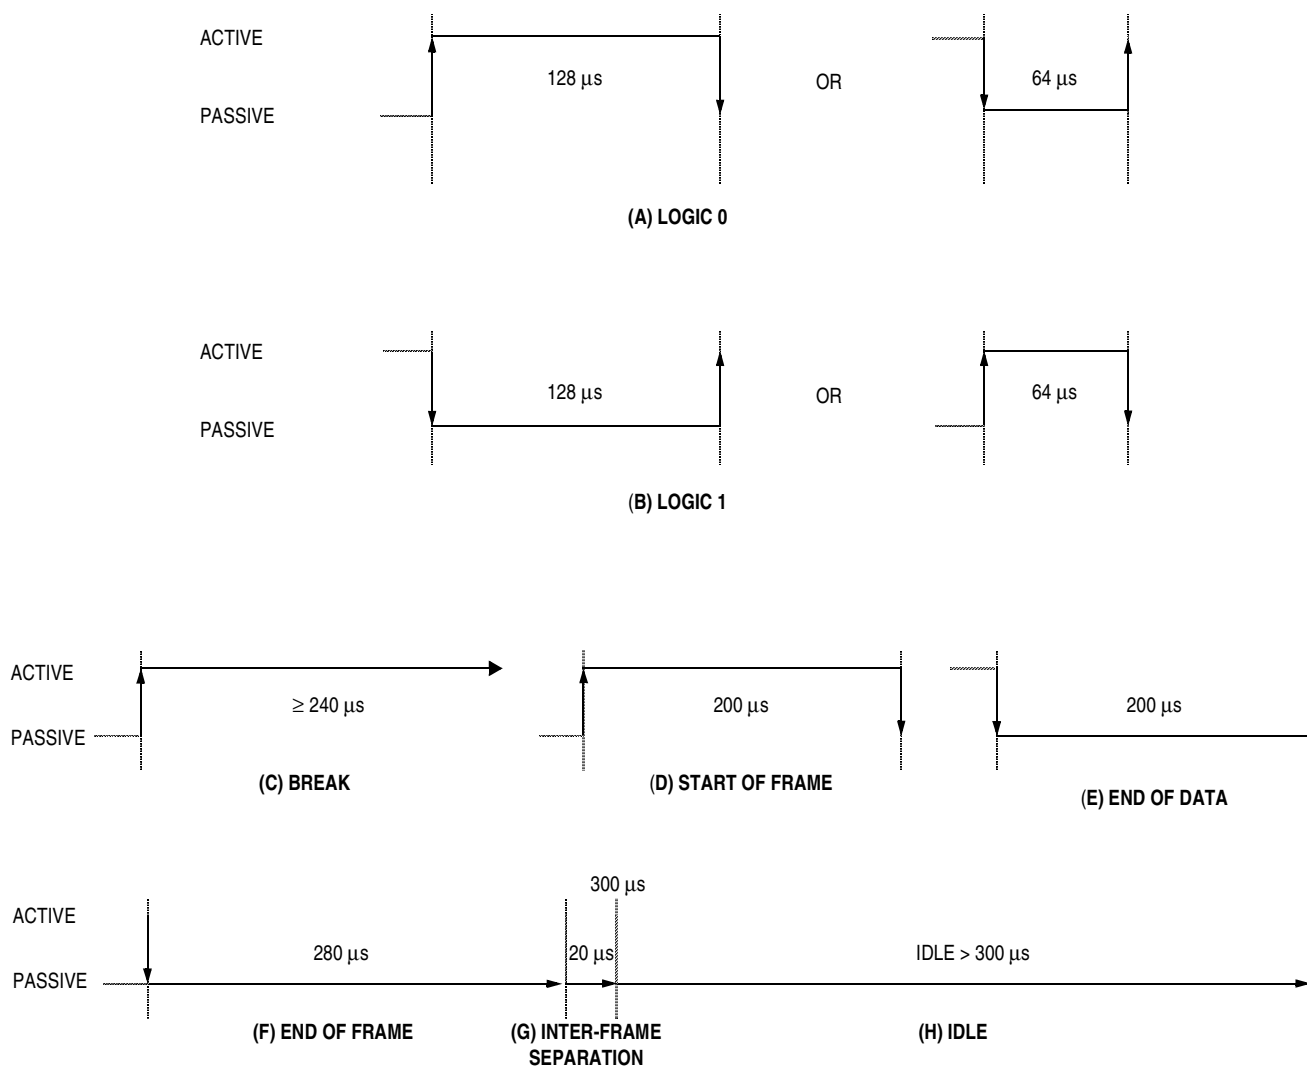 ACTIVE
128 µs
OR
64 µs
PASSIVE
(A) LOGIC 0
ACTIVE
128 µs
OR
64 µs
PASSIVE
(B) LOGIC 1
ACTIVE
≥ 240 µs
200 µs
200 µs
PASSIVE
(C) BREAK
(D) START OF FRAME
(E) END OF DATA
300 µs
ACTIVE
280 µs
20 µs
IDLE > 300 µs
PASSIVE
(F) END OF FRAME
(G) INTER-FRAME
SEPARATION
(H) IDLE